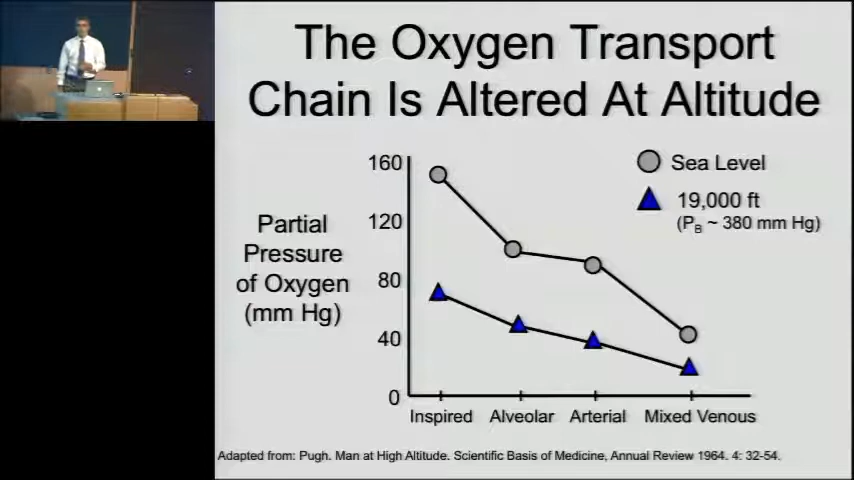 The Oxygen Transport
Chain Is Altered At Altitude
Sea Level
19,000 ft
(PB ~ 380 mm Hg)
Partial
Pressure
of Oxygen
(mm Hg)
160
120
80
40
0
Inspired Alveolar Arterial Mixed Venous
Adapted from: Pugh. Man at High Altitude. Scientific Basis of Medicine, Annual Review 1964. 4: 32-54.